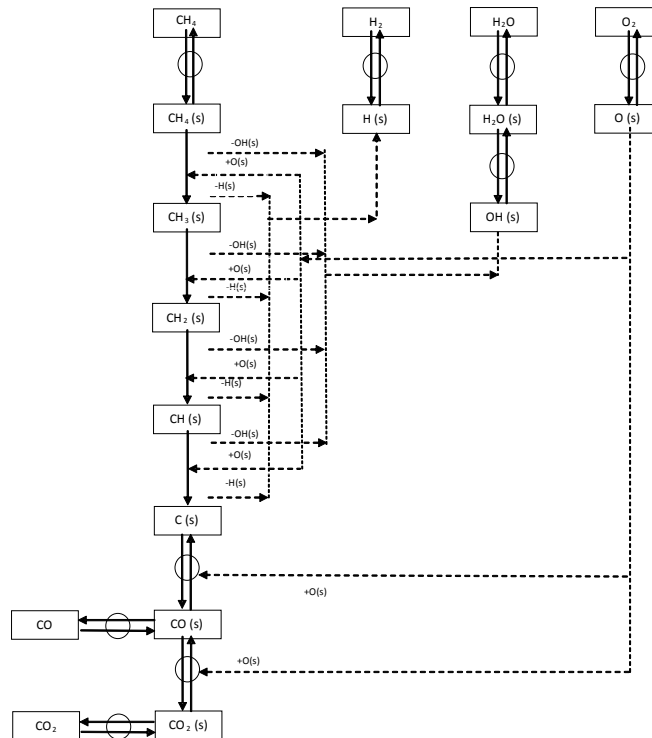 CH₄ H₂ H₂O O₂
CH₄ (s) H (s) H₂O (s) O (s)
-OH(s)
+O(s)
-H(s)
CH₃ (s) OH (s)
-OH(s)
+O(s)
-H(s)
CH₂ (s)
-OH(s)
+O(s)
-H(s)
CH (s)
-OH(s)
+O(s)
-H(s)
C (s)
+O(s)
CO CO (s)
+O(s)
CO₂ CO₂ (s)